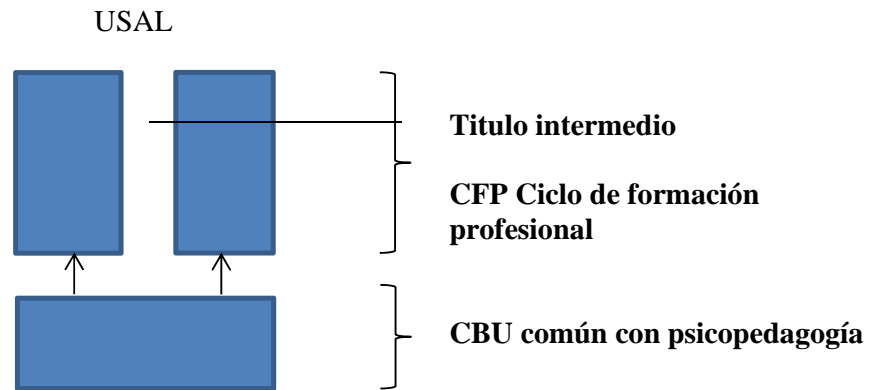 USAL
Titulo intermedio
CFP Ciclo de formación
profesional
CBU común con psicopedagogía